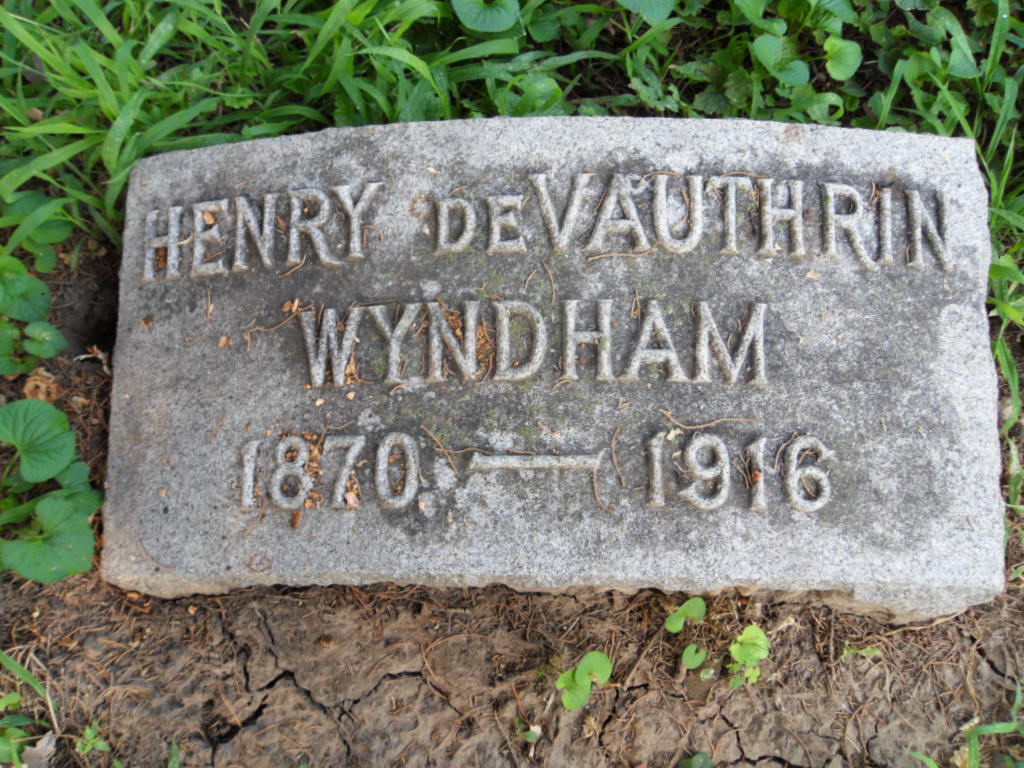 HENRY DEVAUTHRIN
WYNDHAM
1870 — 1916